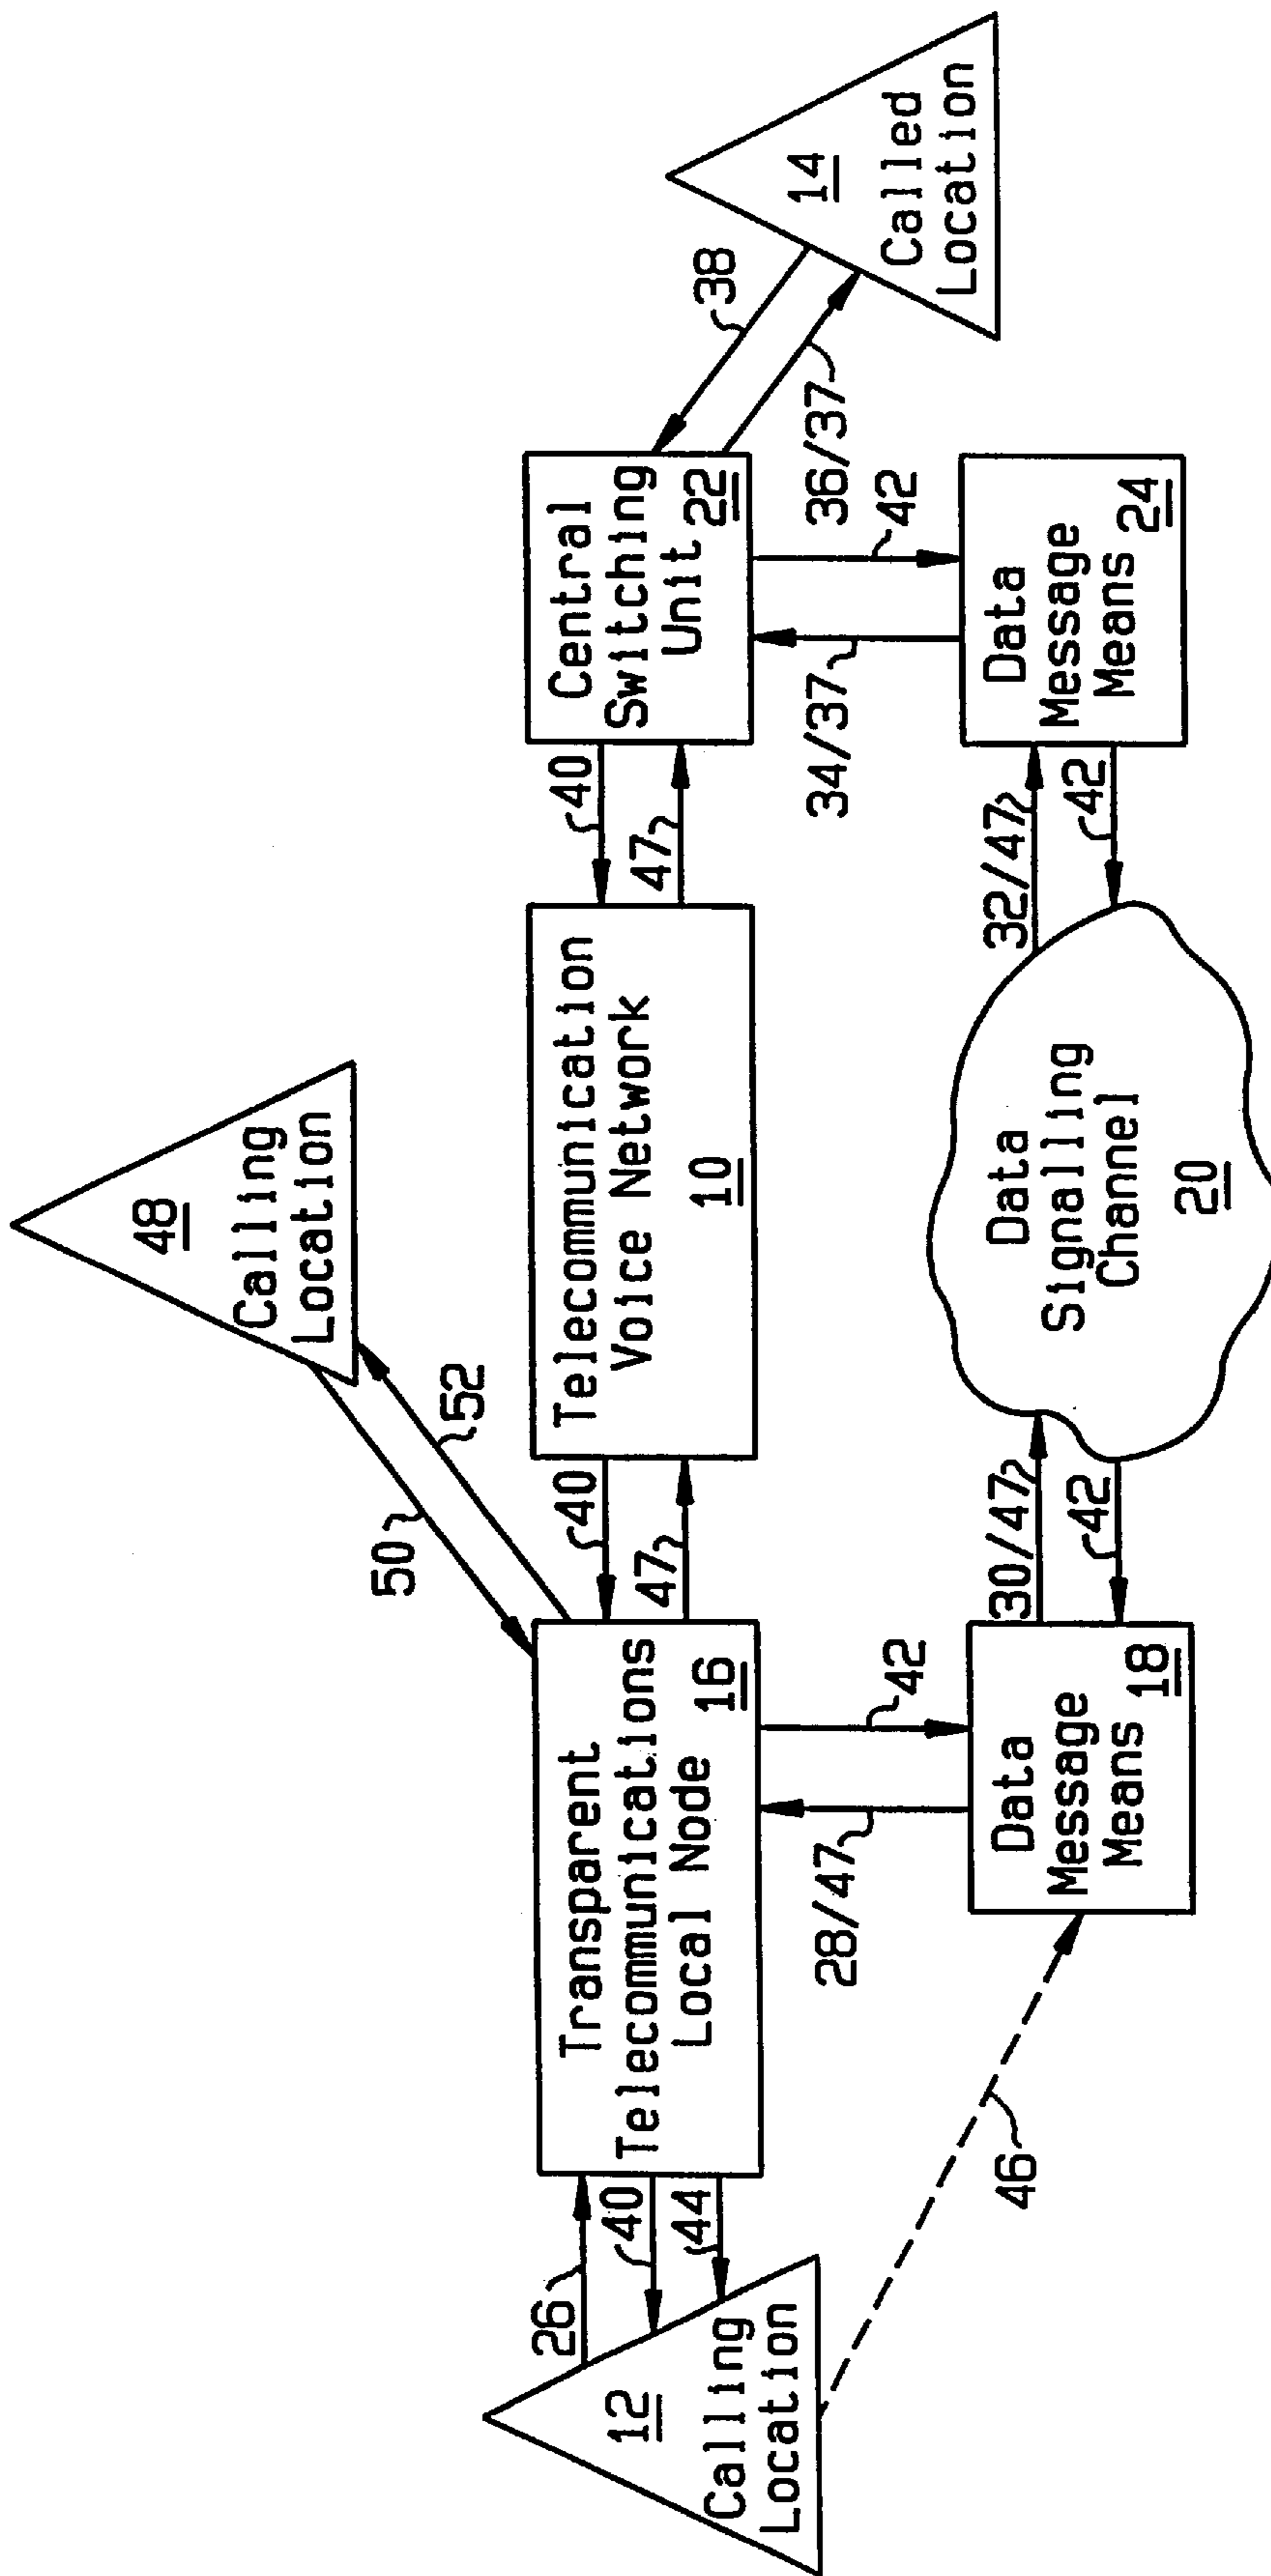 48
Calling
Location
50
52
26
40
44
12
Calling
Location
Transparent
Telecommunications
Local Node 16
40
47
Telecommunication
Voice Network
10
40
47
Central
Switching
Unit 22
38
36/37
14
Called
Location
46
28/47
42
34/37
42
Data
Message
Means 18
30/47
42
Data
Signalling
Channel
20
32/47
42
Data
Message
Means 24